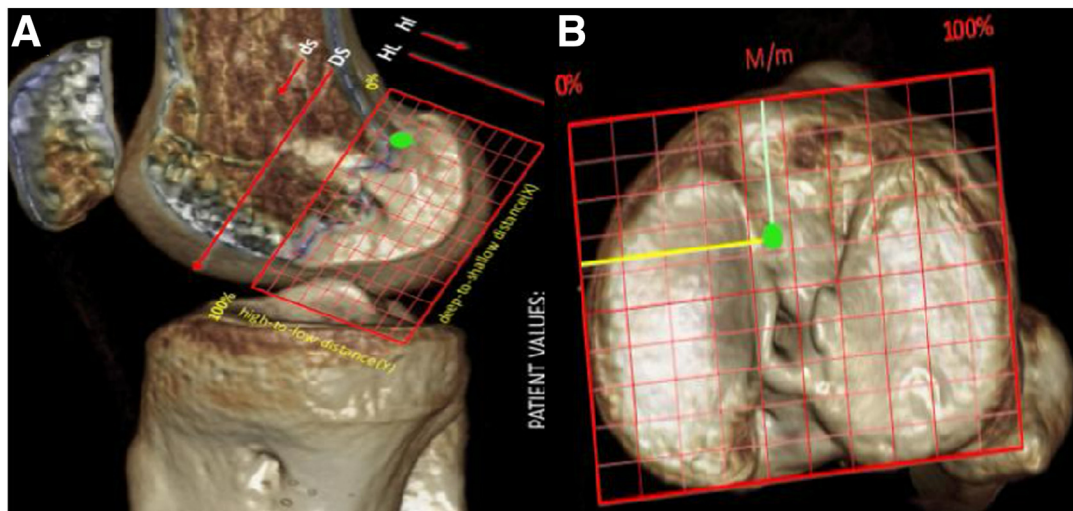 A
ds
DS
0%
HL
hl
100%
high-to-low distance(Y)
deep-to-shallow distance(X)
PATIENT VALUES:
B
0%
M/m
100%